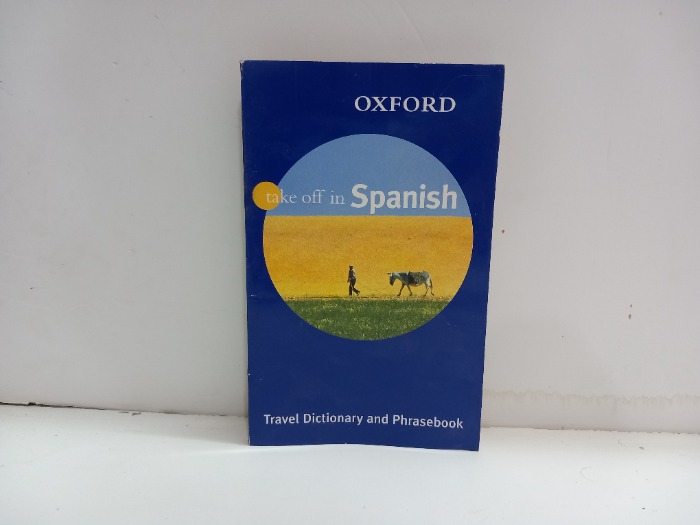 OXFORD
take off in Spanish
Travel Dictionary and Phrasebook